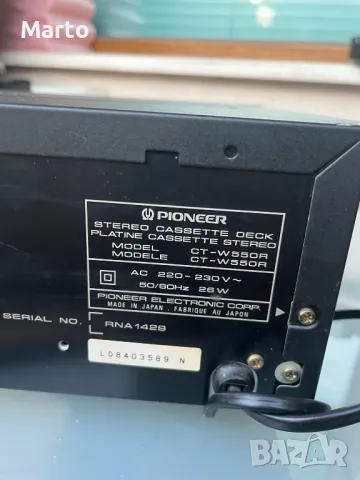 Marto
PIONEER
STEREO CASSETTE DECK
PLATINE CASSETTE STEREO
MODEL CT-W550R
MODELE CT-W550R
AC 220-230V~
50/60Hz 26W
PIONEER ELECTRONIC CORP.
MADE IN JAPAN . FABRIQUE AU JAPON
SERIAL NO. RNA1429
LD8403589 N
BAZAR